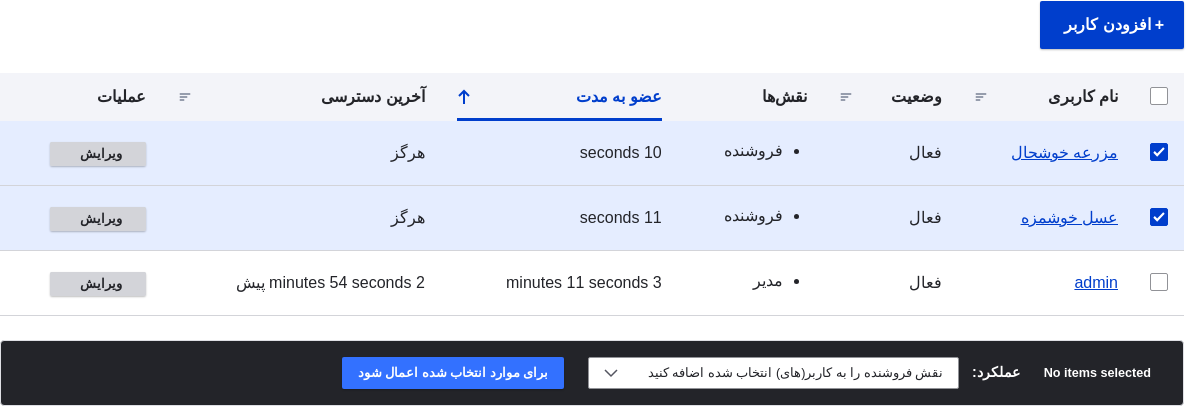 + افزودن کاربر
نام کاربری وضعیت نقش‌ها عضو به مدت آخرین دسترسی عملیات
مزرعه خوشحال فعال • فروشنده 10 seconds هرگز ویرایش
عسل خوشمزه فعال • فروشنده 11 seconds هرگز ویرایش
admin فعال • مدیر 3 minutes 11 seconds 2 minutes 54 seconds پیش ویرایش
No items selected عملکرد: نقش فروشنده را به کاربر(های) انتخاب شده اضافه کنید برای موارد انتخاب شده اعمال شود